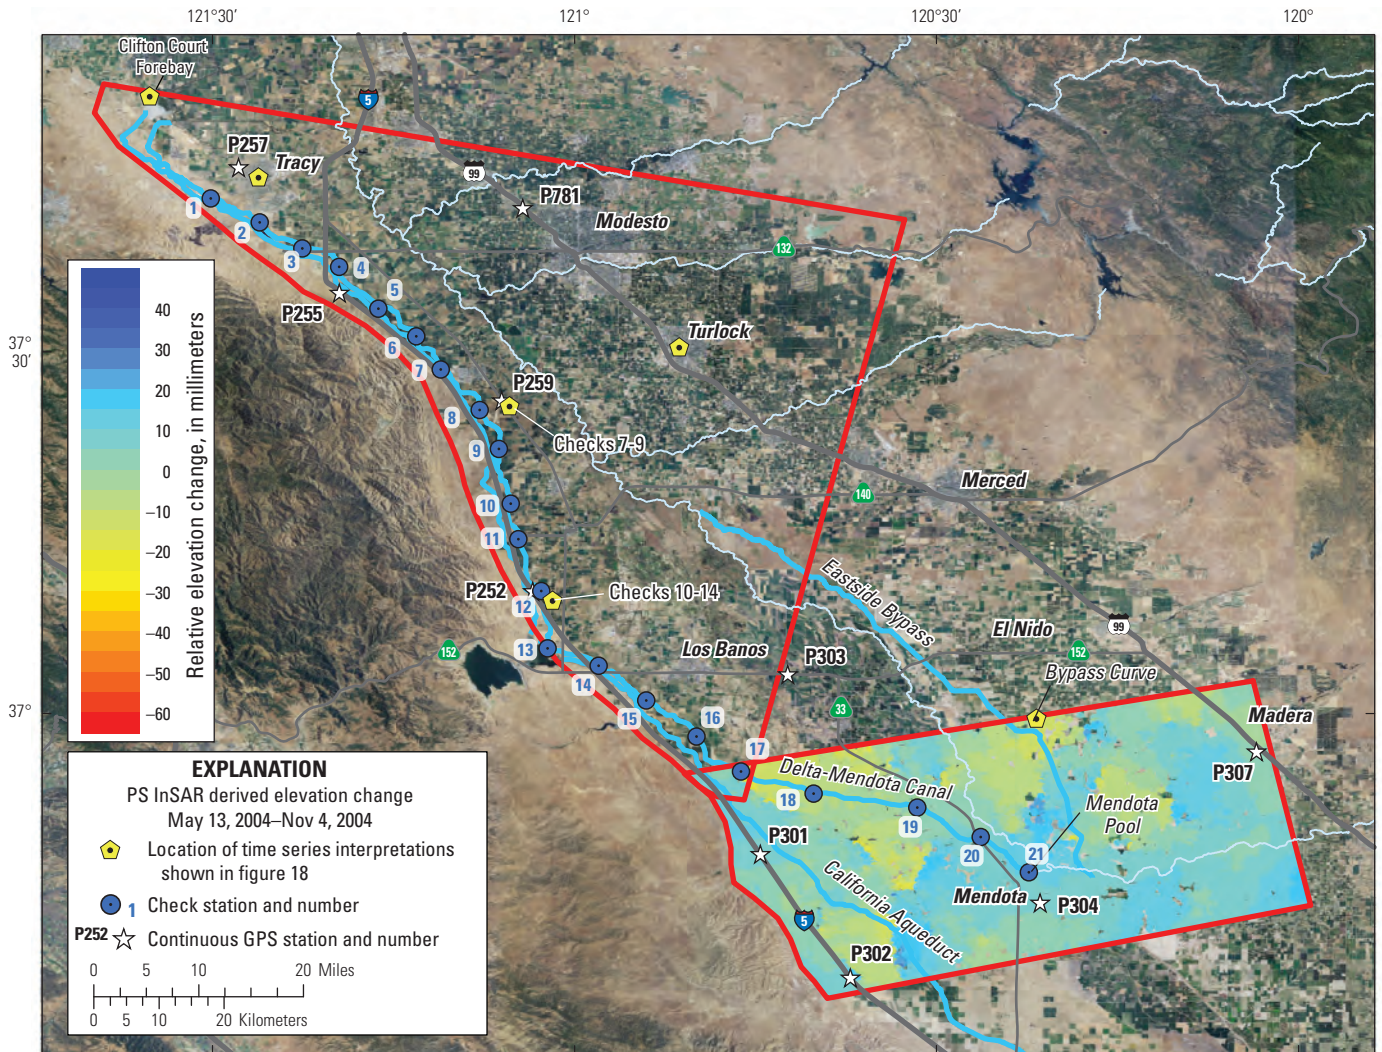 121°30'
121°
120°30'
120°
Clifton Court
Forebay
5
P257
Tracy
99
P781
Modesto
1
2
132
3
4
5
P255
Turlock
37°
30'
6
7
P259
8
Checks 7-9
9
Merced
10
140
11
Eastside Bypass
P252
Checks 10-14
12
El Nido
99
13
152
Los Banos
P303
152
Bypass Curve
14
33
37°
15
16
Madera
17
P307
Delta-Mendota Canal
18
19
Mendota
Pool
20
21
P301
California Aqueduct
Mendota
P304
5
P302
Relative elevation change, in millimeters
40
30
20
10
0
–10
–20
–30
–40
–50
–60
EXPLANATION
PS InSAR derived elevation change
May 13, 2004–Nov 4, 2004
Location of time series interpretations
shown in figure 18
1 Check station and number
P252 Continuous GPS station and number
0 5 10 20 Miles
0 5 10 20 Kilometers